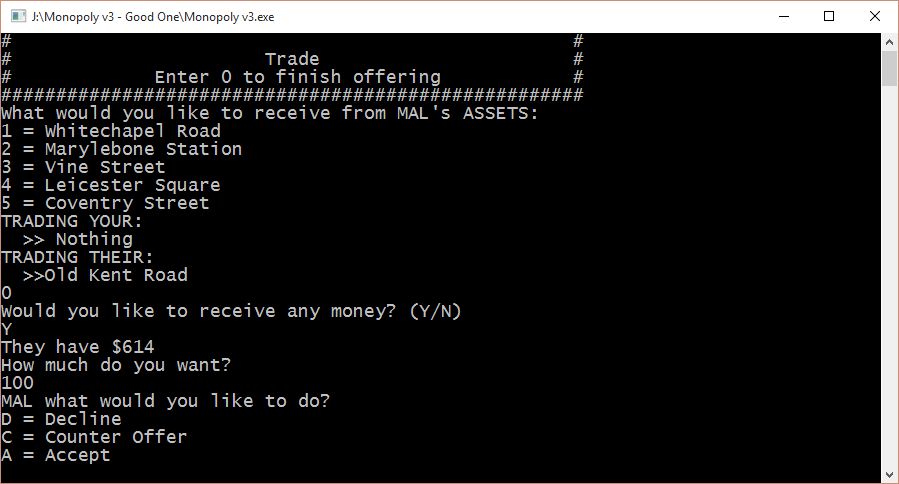 J:\Monopoly v3 - Good One\Monopoly v3.exe
# #
# Trade #
# Enter 0 to finish offering #
#####################################################
What would you like to receive from MAL's ASSETS:
1 = Whitechapel Road
2 = Marylebone Station
3 = Vine Street
4 = Leicester Square
5 = Coventry Street
TRADING YOUR:
  >> Nothing
TRADING THEIR:
  >>Old Kent Road
0
Would you like to receive any money? (Y/N)
Y
They have $614
How much do you want?
100
MAL what would you like to do?
D = Decline
C = Counter Offer
A = Accept